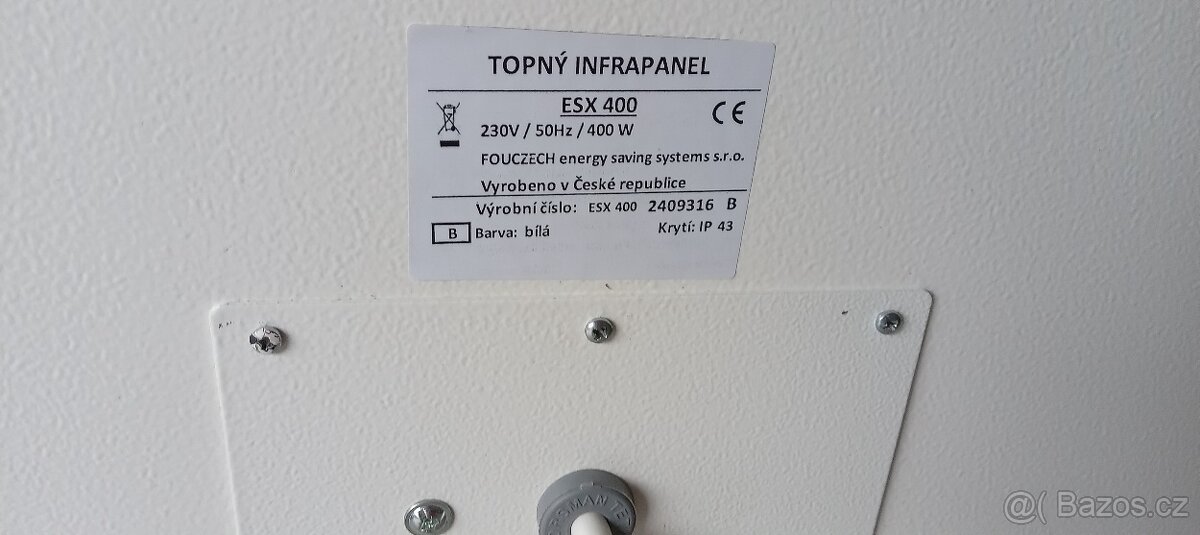 TOPNÝ INFRAPANEL
ESX 400
CE
230V / 50Hz / 400 W
FOUCZECH energy saving systems s.r.o.
Vyrobeno v České republice
Výrobní číslo: ESX 400 2409316 B
B Barva: bílá Krytí: IP 43
@( Bazos.cz